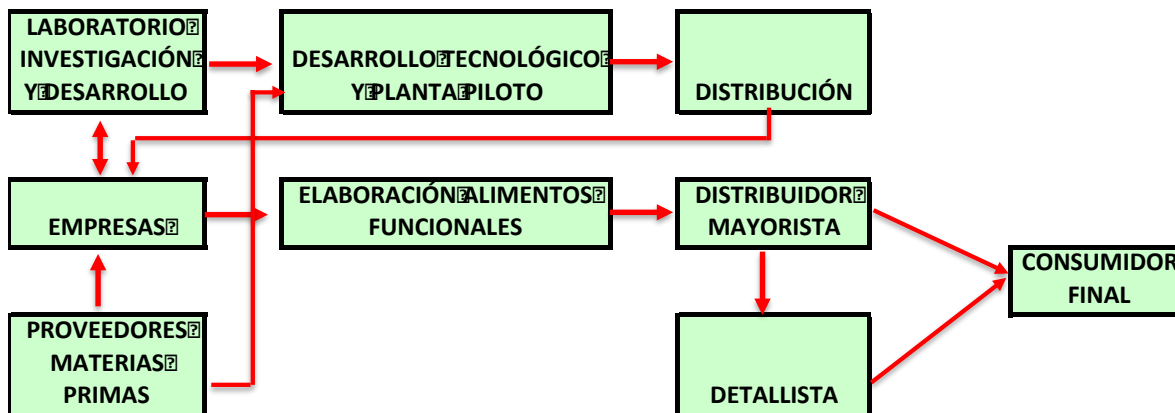 LABORATORIO
INVESTIGACIÓN
Y DESARROLLO
DESARROLLO TECNOLÓGICO
Y PLANTA PILOTO
DISTRIBUCIÓN
EMPRESAS
ELABORACIÓN ALIMENTOS
FUNCIONALES
DISTRIBUIDOR
MAYORISTA
CONSUMIDOR
FINAL
PROVEEDORES
MATERIAS
PRIMAS
DETALLISTA